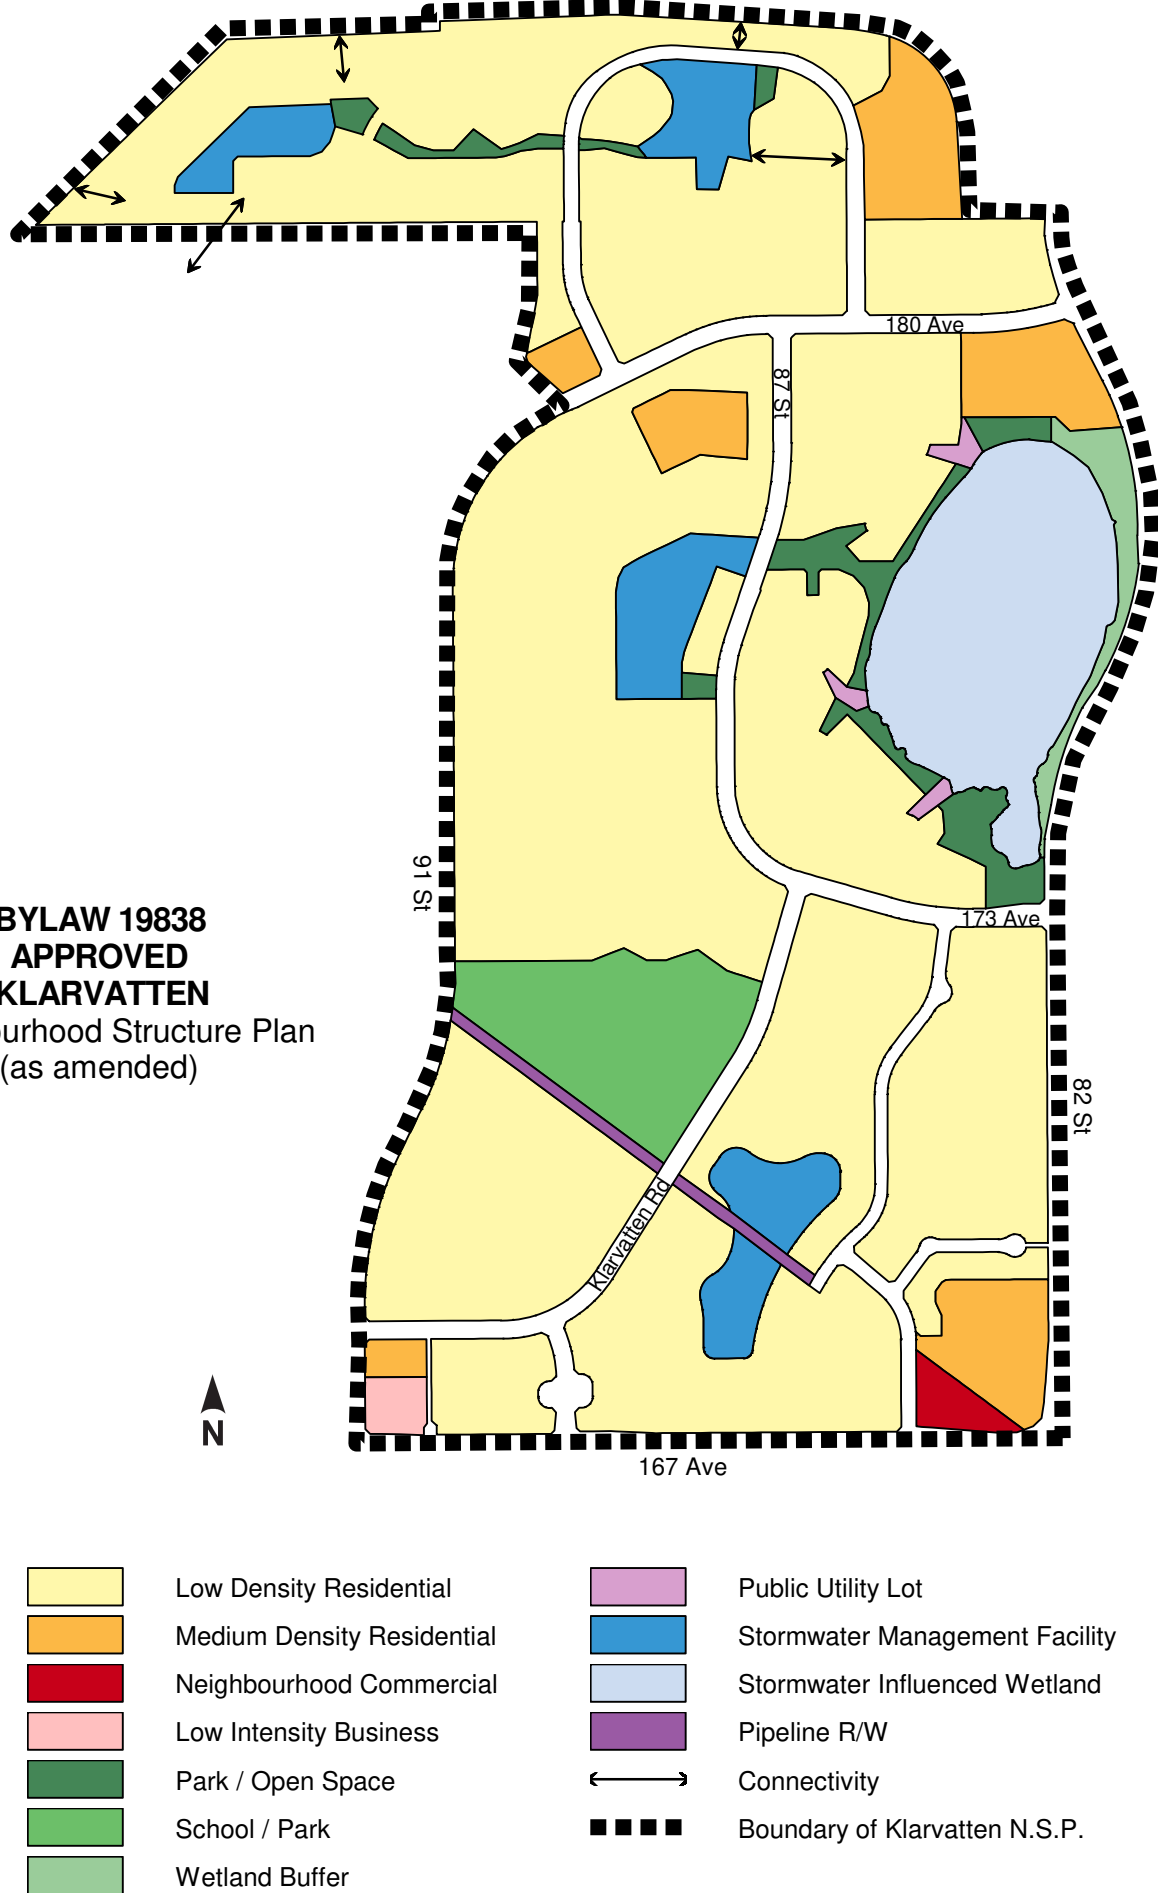 180 Ave
87 St
91 St
BYLAW 19838
APPROVED
KLARVATTEN
ourhood Structure Plan
(as amended)
173 Ave
82 St
Klarvatten Rd
N
167 Ave
Low Density Residential
Medium Density Residential
Neighbourhood Commercial
Low Intensity Business
Park / Open Space
School / Park
Wetland Buffer
Public Utility Lot
Stormwater Management Facility
Stormwater Influenced Wetland
Pipeline R/W
Connectivity
Boundary of Klarvatten N.S.P.